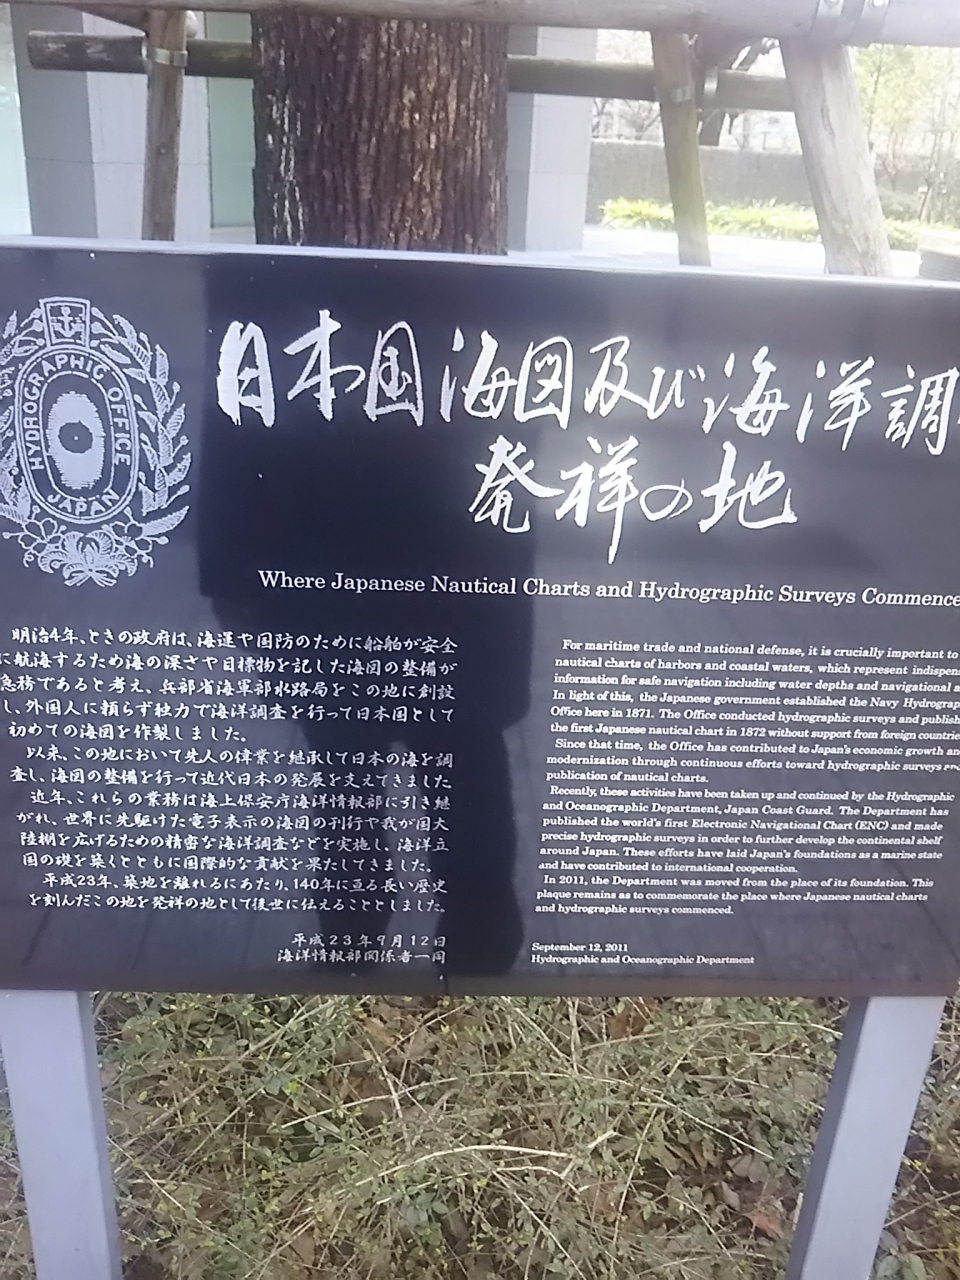 HYDROGRAPHIC OFFICE
JAPAN
日本国海図及び海洋調
発祥の地
Where Japanese Nautical Charts and Hydrographic Surveys Commence
明治4年、ときの政府は、海運や国防のために船舶が安全
に航海するため海の深さや目標物を記した海図の整備が
急務であると考え、兵部省海軍部水路局をこの地に創設
し、外国人に頼らず独力で海洋調査を行って日本国として
初めての海図を作製しました。
以来、この地において先人の偉業を継承して日本の海を調
査し、海図の整備を行って近代日本の発展を支えてきました
近年、これらの業務は海上保安庁海洋情報部に引き継
がれ、世界に先駆けた電子表示の海図の刊行や我が国大
陸棚を広げるための精密な海洋調査などを実施し、海洋立
国の礎を築くとともに国際的な貢献を果たしてきました。
平成23年、築地を離れるにあたり、140年に亘る長い歴史
を刻んだこの地を発祥の地として後世に伝えることとしました。
平成23年9月12日
海洋情報部関係者一同
For maritime trade and national defense, it is crucially important to
nautical charts of harbors and coastal waters, which represent indispen
information for safe navigation including water depths and navigational a
In light of this, the Japanese government established the Navy Hydrograp
Office here in 1871. The Office conducted hydrographic surveys and publish
the first Japanese nautical chart in 1872 without support from foreign countrie
Since that time, the Office has contributed to Japan's economic growth an
modernization through continuous efforts toward hydrographic surveys and
publication of nautical charts.
Recently, these activities have been taken up and continued by the Hydrographic
and Oceanographic Department, Japan Coast Guard. The Department has
published the world's first Electronic Navigational Chart (ENC) and made
precise hydrographic surveys in order to further develop the continental shelf
around Japan. These efforts have laid Japan's foundations as a marine state
and have contributed to international cooperation.
In 2011, the Department was moved from the place of its foundation. This
plaque remains as to commemorate the place where Japanese nautical charts
and hydrographic surveys commenced.
September 12, 2011
Hydrographic and Oceanographic Department